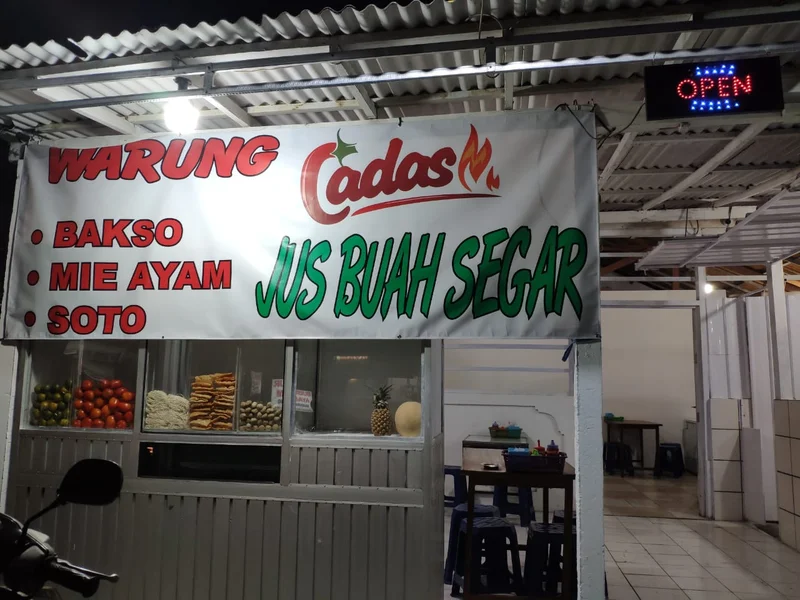 WARUNG
Cadas
• BAKSO
• MIE AYAM
• SOTO
JUS BUAH SEGAR
OPEN